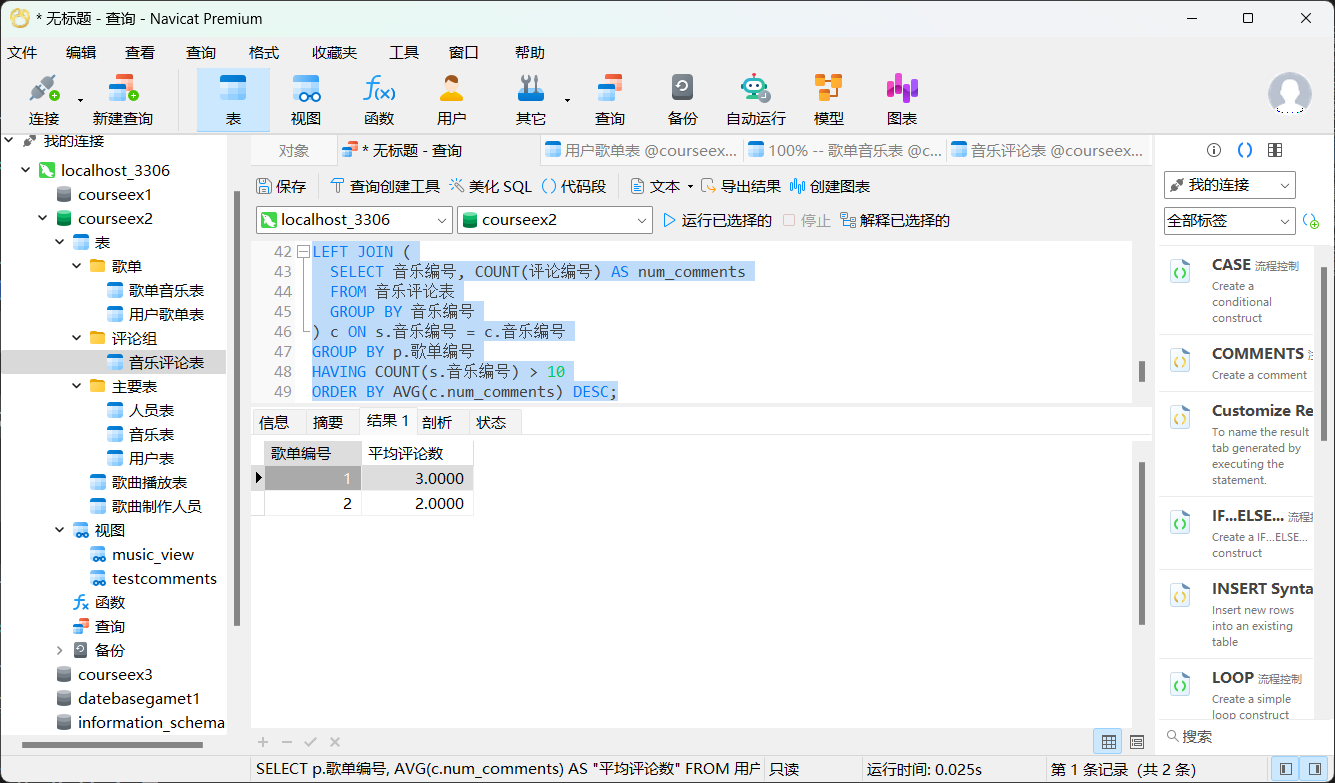 * 无标题 - 查询 - Navicat Premium
文件 编辑 查看 查询 格式 收藏夹 工具 窗口 帮助
连接 新建查询 表 视图 函数 用户 其它 查询 备份 自动运行 模型 图表
我的连接
localhost_3306
courseex1
courseex2
表
歌单
歌单音乐表
用户歌单表
评论组
音乐评论表
主要表
人员表
音乐表
用户表
歌曲播放表
歌曲制作人员
视图
music_view
testcomments
函数
查询
备份
courseex3
datebasegamet1
information_schema
对象 * 无标题 - 查询 用户歌单表 @courseex... 100% -- 歌单音乐表 @c... 音乐评论表 @courseex...
保存 查询创建工具 美化 SQL () 代码段 文本 导出结果 创建图表
localhost_3306 courseex2 运行已选择的 停止 解释已选择的
42 LEFT JOIN (
43 SELECT 音乐编号, COUNT(评论编号) AS num_comments
44 FROM 音乐评论表
45 GROUP BY 音乐编号
46 ) c ON s.音乐编号 = c.音乐编号
47 GROUP BY p.歌单编号
48 HAVING COUNT(s.音乐编号) > 10
49 ORDER BY AVG(c.num_comments) DESC;
信息 摘要 结果 1 剖析 状态
歌单编号 平均评论数
1 3.0000
2 2.0000
我的连接
全部标签
CASE 流程控制
Create a
conditional
construct
COMMENTS
Create a comment
Customize Re
To name the result
tab generated by
executing the
statement.
IF...ELSE... 流程
Create a IF...ELSE...
construct
INSERT Synta
Insert new rows
into an existing
table
LOOP 流程控制
Create a simple
loop construct
搜索
SELECT p.歌单编号, AVG(c.num_comments) AS "平均评论数" FROM 用户 只读 运行时间: 0.025s 第 1 条记录 (共 2 条)